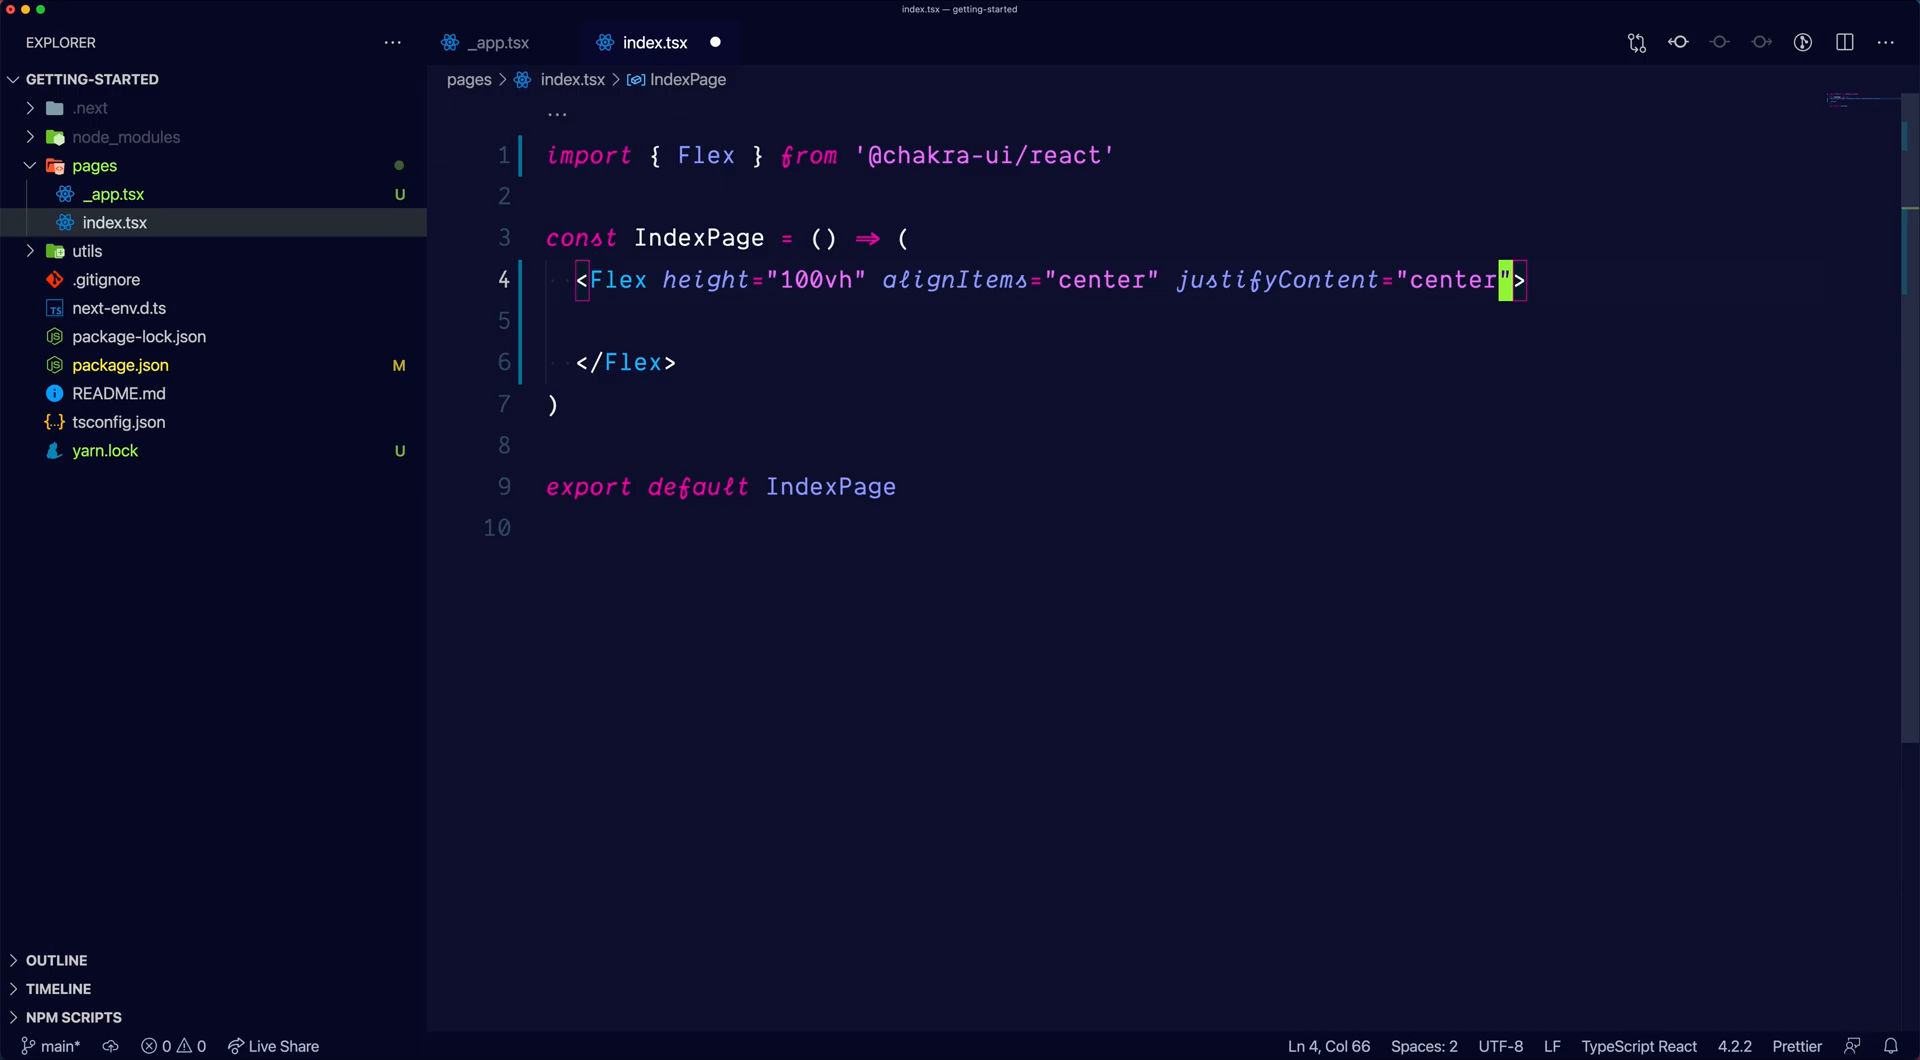 index.tsx — getting-started
EXPLORER
GETTING-STARTED
.next
node_modules
pages
_app.tsx U
index.tsx
utils
.gitignore
next-env.d.ts
package-lock.json
package.json M
README.md
tsconfig.json
yarn.lock U
OUTLINE
TIMELINE
NPM SCRIPTS
_app.tsx
index.tsx
pages > index.tsx > IndexPage
...
1 import { Flex } from '@chakra-ui/react'
2
3 const IndexPage = () => (
4 <Flex height="100vh" alignItems="center" justifyContent="center">
5
6 </Flex>
7 )
8
9 export default IndexPage
10
main* 0 0 Live Share
Ln 4, Col 66 Spaces: 2 UTF-8 LF TypeScript React 4.2.2 Prettier